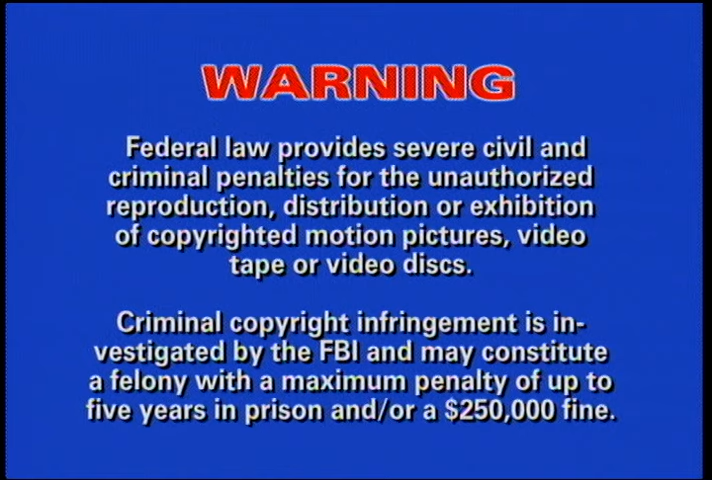 WARNING
Federal law provides severe civil and
criminal penalties for the unauthorized
reproduction, distribution or exhibition
of copyrighted motion pictures, video
tape or video discs.
Criminal copyright infringement is in-
vestigated by the FBI and may constitute
a felony with a maximum penalty of up to
five years in prison and/or a $250,000 fine.